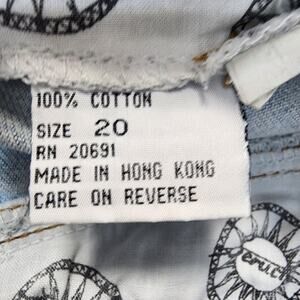 100% COTTON
SIZE 20
RN 20691
MADE IN HONG KONG
CARE ON REVERSE